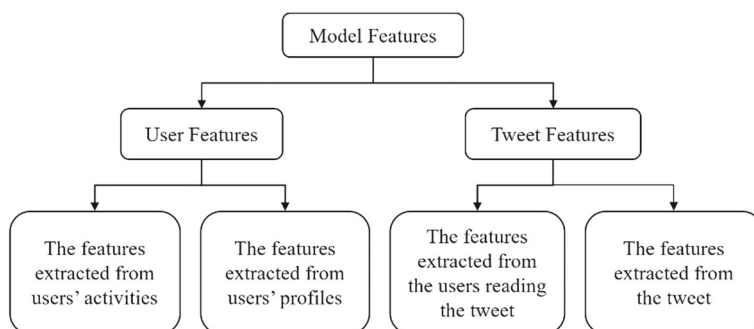 Model Features
User Features
Tweet Features
The features
extracted from
users' activities
The features
extracted from
users' profiles
The features
extracted from
the users reading
the tweet
The features
extracted from
the tweet